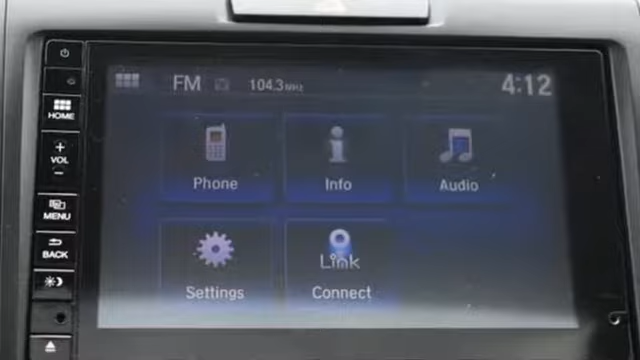 FM 104.3MHz 4:12
HOME
+
VOL
-
Phone Info Audio
MENU
BACK
Link
Settings Connect